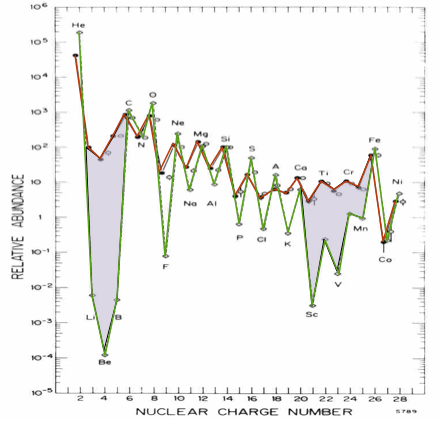 10⁶
He
10⁵
10⁴
10³
C
O
N
Ne
Mg
Si
10²
S
Fe
A
Ca
Ti
Cr
10
Ni
Na
Al
1
P
Cl
K
Mn
Co
10⁻¹
F
V
10⁻²
Li
B
Sc
10⁻³
10⁻⁴
Be
10⁻⁵
RELATIVE ABUNDANCE
2 4 6 8 10 12 14 16 18 20 22 24 26 28
NUCLEAR CHARGE NUMBER
5789